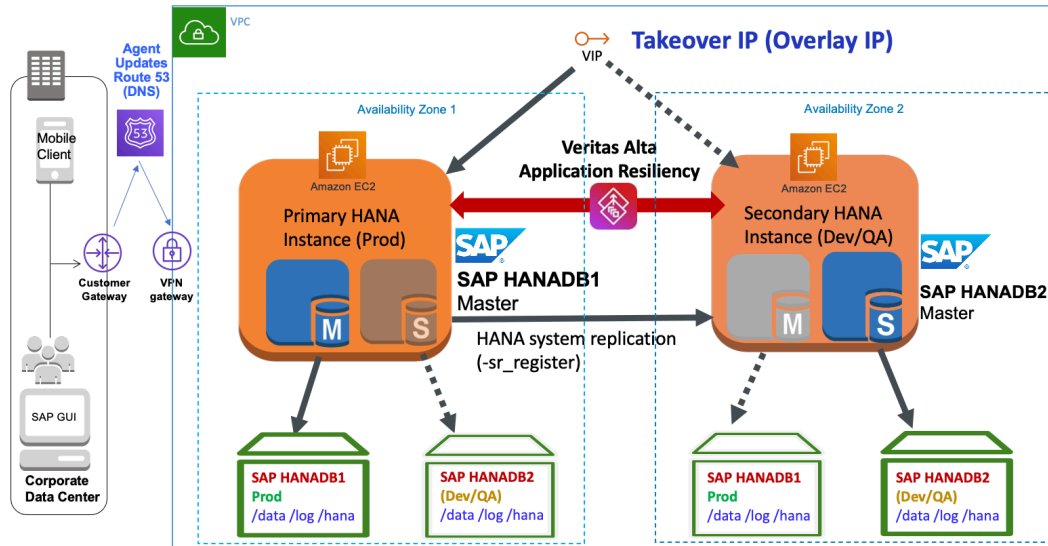 VPC
Agent
Updates
Route 53
(DNS)
53
Mobile
Client
Customer
Gateway
VPN
gateway
SAP GUI
Corporate
Data Center
VIP
Takeover IP (Overlay IP)
Availability Zone 1
Availability Zone 2
Amazon EC2
Primary HANA
Instance (Prod)
M
S
SAP
SAP HANADB1
Master
Veritas Alta
Application Resiliency
HANA system replication
(-sr_register)
Amazon EC2
Secondary HANA
Instance (Dev/QA)
M
S
SAP
SAP HANADB2
Master
SAP HANADB1
Prod
/data /log /hana
SAP HANADB2
(Dev/QA)
/data /log /hana
SAP HANADB1
Prod
/data /log /hana
SAP HANADB2
(Dev/QA)
/data /log /hana